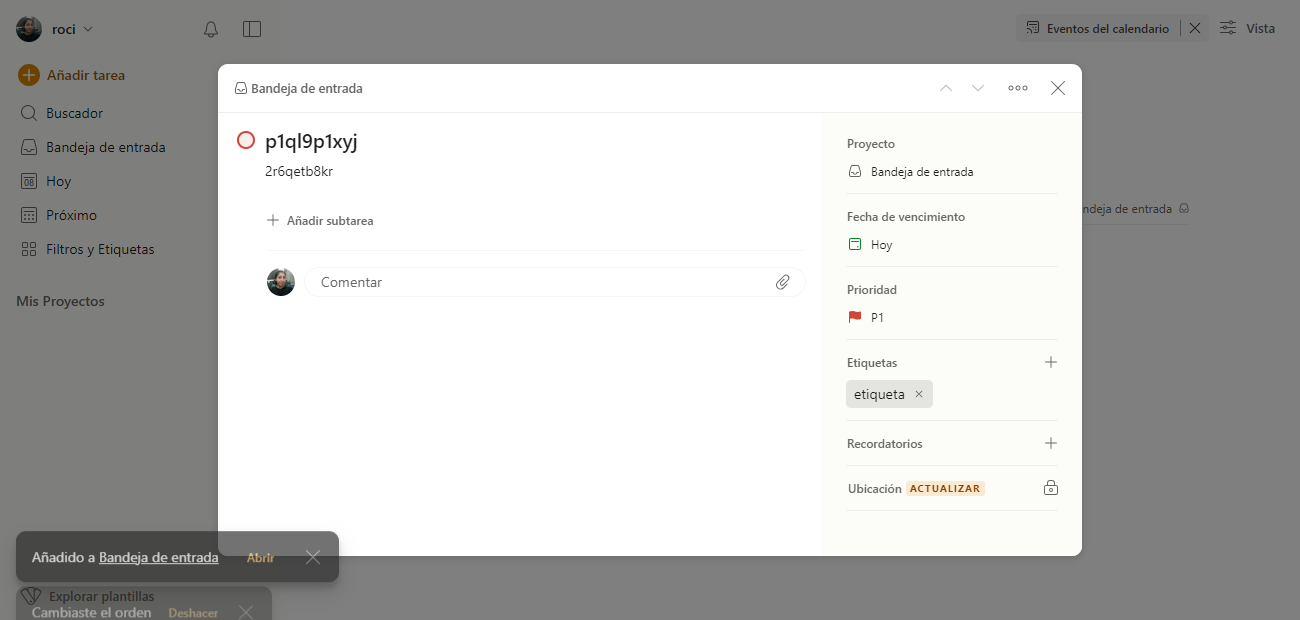 roci
Eventos del calendario
Vista
Añadir tarea
Buscador
Bandeja de entrada
08 Hoy
Próximo
Filtros y Etiquetas
Mis Proyectos
Bandeja de entrada
p1ql9p1xyj
2r6qetb8kr
Añadir subtarea
Comentar
Proyecto
Bandeja de entrada
Fecha de vencimiento
Hoy
Prioridad
P1
Etiquetas
etiqueta
Recordatorios
Ubicación ACTUALIZAR
ndeja de entrada
Añadido a Bandeja de entrada Abrir
Explorar plantillas
Cambiaste el orden Deshacer